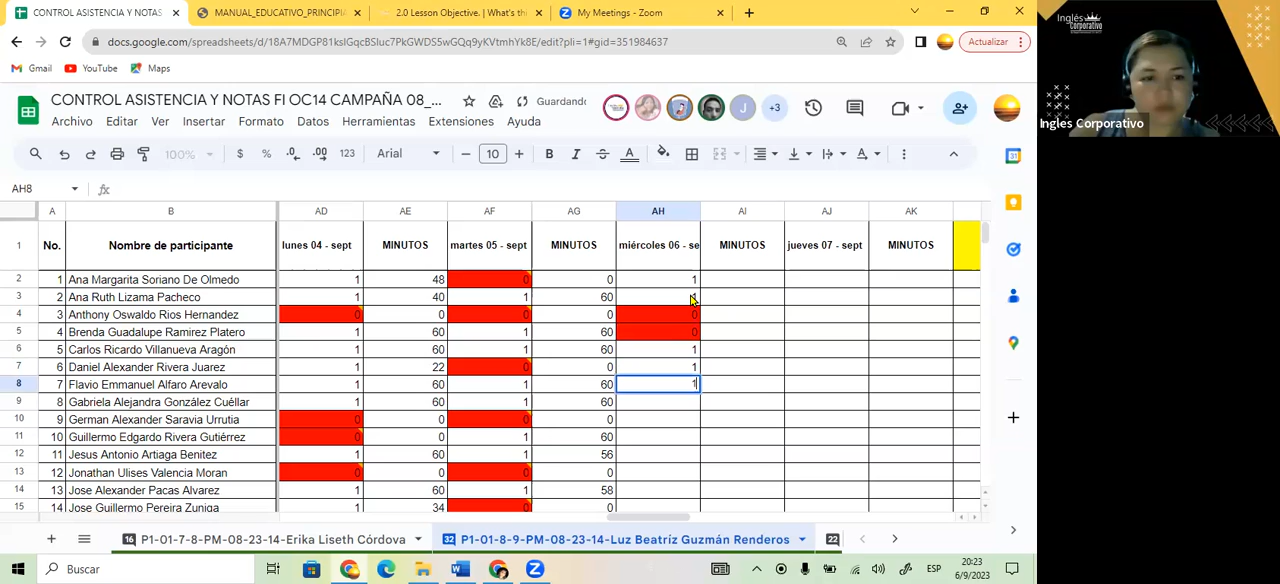 CONTROL ASISTENCIA Y NOTAS
MANUAL_EDUCATIVO_PRINCIPIA
2.0 Lesson Objective. | What's th
My Meetings - Zoom
docs.google.com/spreadsheets/d/18A7MDGP81kslGqcBSluc7PkGWDS5wGQq9yKVtmhYk8E/edit?pli=1#gid=351984637
Actualizar
Gmail YouTube Maps
CONTROL ASISTENCIA Y NOTAS FI OC14 CAMPAÑA 08_... Guardando
J +3
Archivo Editar Ver Insertar Formato Datos Herramientas Extensiones Ayuda
100% $ % .0 .00 123 Arial 10 B I A
AH8 fx
A B AD AE AF AG AH AI AJ AK
1 No. Nombre de participante lunes 04 - sept MINUTOS martes 05 - sept MINUTOS miércoles 06 - se MINUTOS jueves 07 - sept MINUTOS
2 1 Ana Margarita Soriano De Olmedo 1 48 0 0 1
3 2 Ana Ruth Lizama Pacheco 1 40 1 60 1
4 3 Anthony Oswaldo Rios Hernandez 0 0 0 0 0
5 4 Brenda Guadalupe Ramirez Platero 1 60 1 60 0
6 5 Carlos Ricardo Villanueva Aragón 1 60 1 60 1
7 6 Daniel Alexander Rivera Juarez 1 22 0 0 1
8 7 Flavio Emmanuel Alfaro Arevalo 1 60 1 60 1
9 8 Gabriela Alejandra González Cuéllar 1 60 1 60
10 9 German Alexander Saravia Urrutia 0 0 0 0
11 10 Guillermo Edgardo Rivera Gutiérrez 0 0 1 60
12 11 Jesus Antonio Artiaga Benitez 1 60 1 56
13 12 Jonathan Ulises Valencia Moran 0 0 0 0
14 13 Jose Alexander Pacas Alvarez 1 60 1 58
15 14 Jose Guillermo Pereira Zuniga 1 34 0 0
16 P1-01-7-8-PM-08-23-14-Erika Liseth Córdova 32 P1-01-8-9-PM-08-23-14-Luz Beatríz Guzmán Renderos 22
Buscar ESP 20:23
6/9/2023
Inglés
Corporativo
Ingles Corporativo